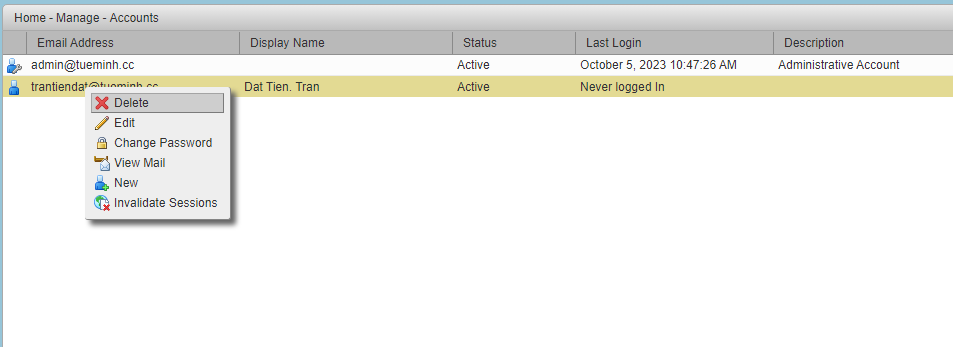 Home - Manage - Accounts
Email Address Display Name Status Last Login Description
admin@tueminh.cc Active October 5, 2023 10:47:26 AM Administrative Account
trantiendat@tueminh.cc Dat Tien. Tran Active Never logged In
Delete
Edit
Change Password
View Mail
New
Invalidate Sessions